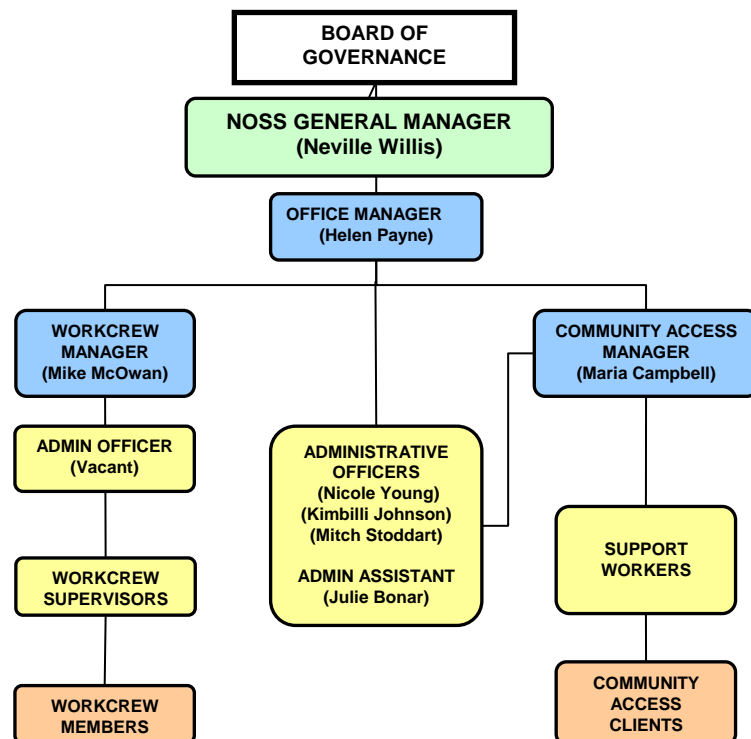 BOARD OF
GOVERNANCE
NOSS GENERAL MANAGER
(Neville Willis)
OFFICE MANAGER
(Helen Payne)
WORKCREW
MANAGER
(Mike McOwan)
COMMUNITY ACCESS
MANAGER
(Maria Campbell)
ADMIN OFFICER
(Vacant)
ADMINISTRATIVE
OFFICERS
(Nicole Young)
(Kimbilli Johnson)
(Mitch Stoddart)
ADMIN ASSISTANT
(Julie Bonar)
WORKCREW
SUPERVISORS
SUPPORT
WORKERS
WORKCREW
MEMBERS
COMMUNITY
ACCESS
CLIENTS